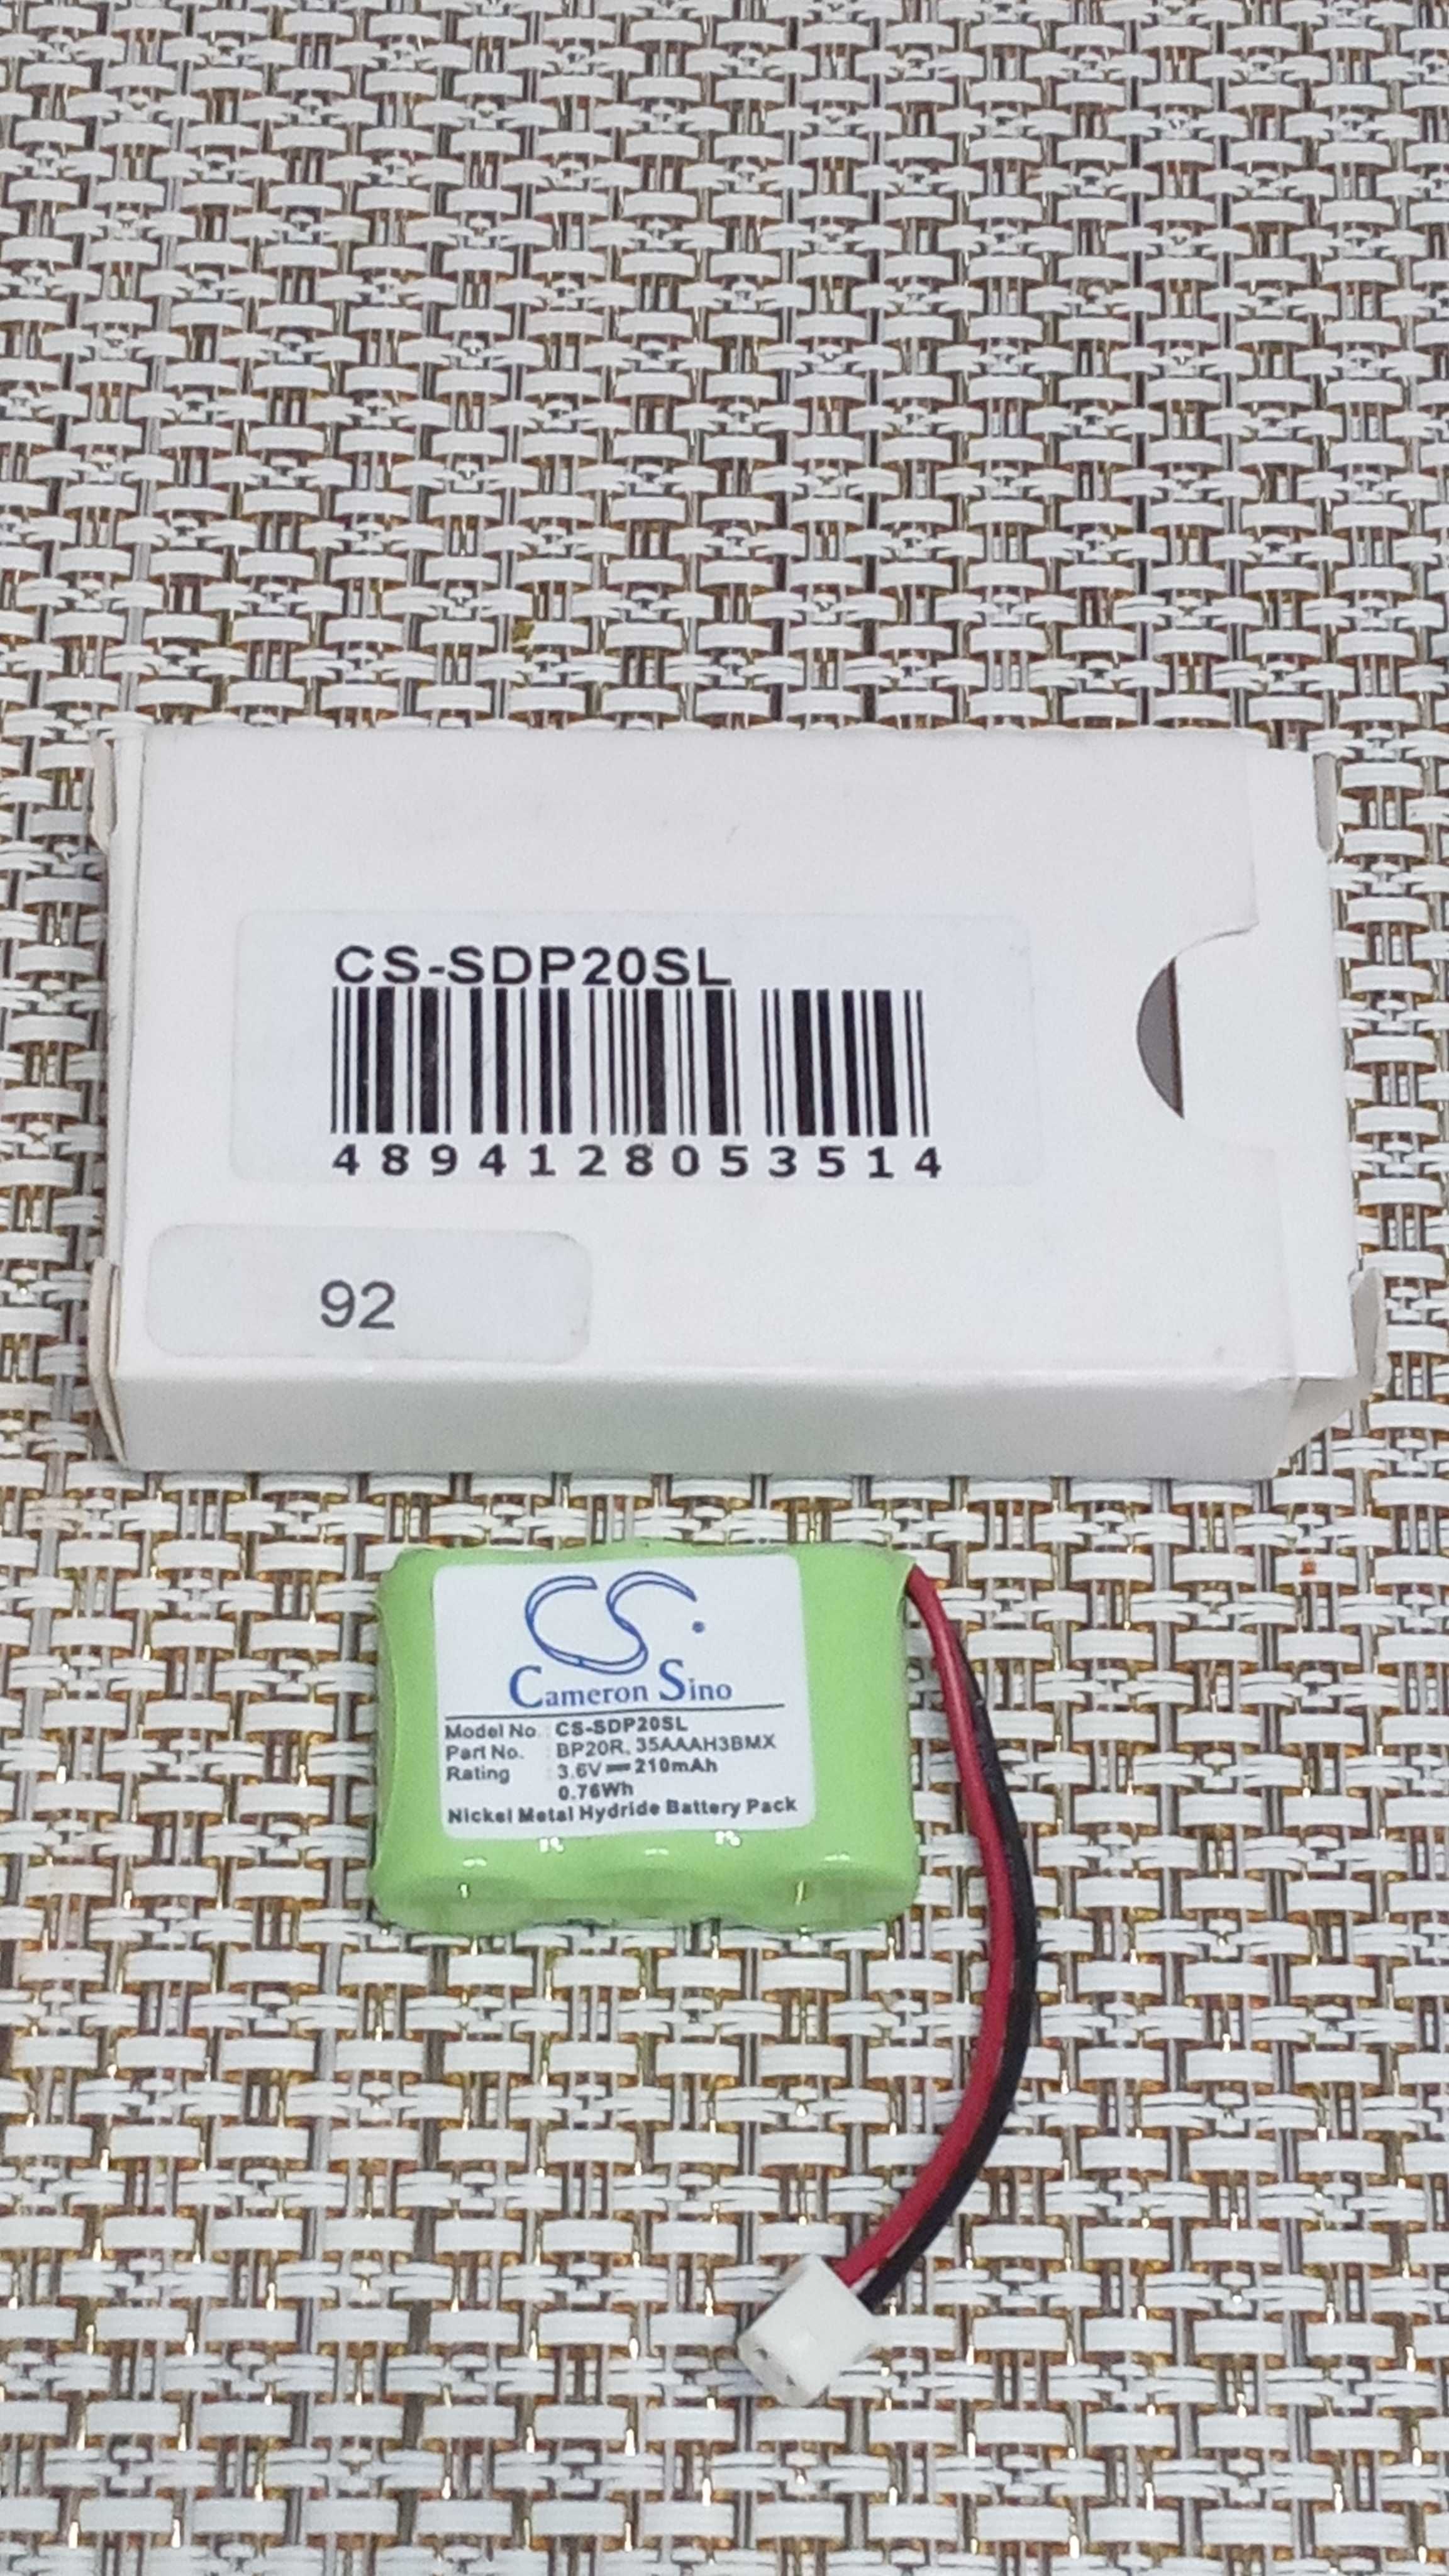 CS-SDP20SL
4894128053514
92
CS.
Cameron Sino
Model No. : CS-SDP20SL
Part No. : BP20R, 35AAAH3BMX
Rating : 3.6V⎓210mAh
0.76Wh
Nickel Metal Hydride Battery Pack